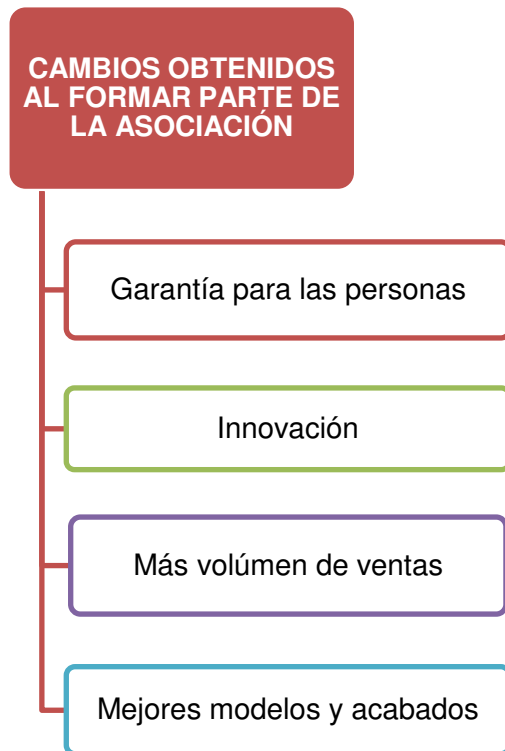 CAMBIOS OBTENIDOS
AL FORMAR PARTE DE
LA ASOCIACIÓN
Garantía para las personas
Innovación
Más volúmen de ventas
Mejores modelos y acabados